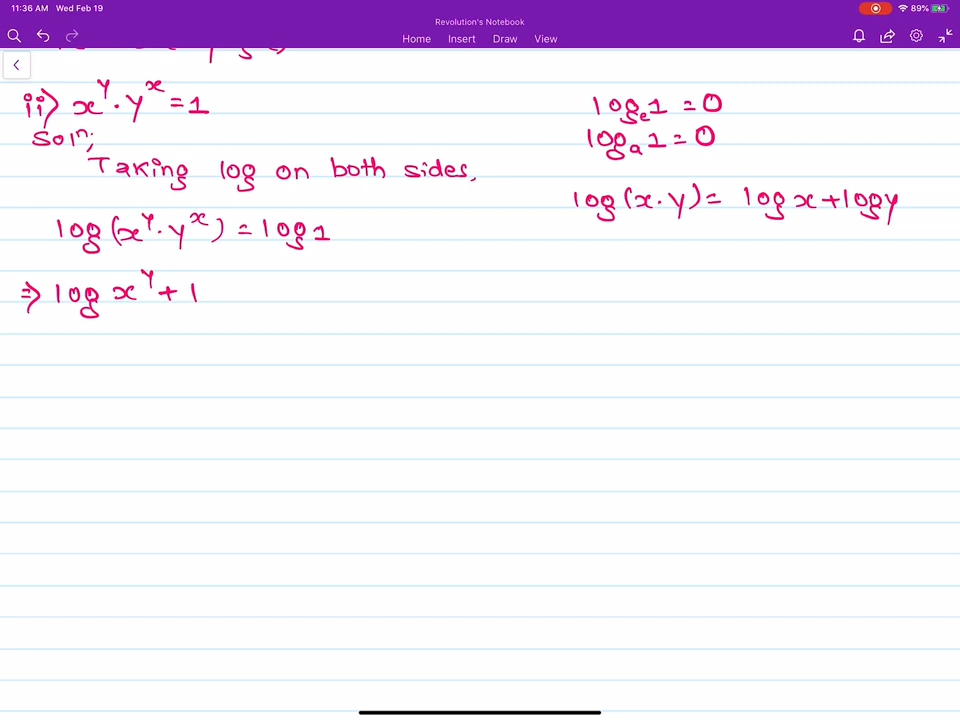 11:36 AM Wed Feb 19
89%
Revolution's Notebook
Home Insert Draw View
ii) x^y . y^x = 1
Soln;
Taking log on both sides,
log(x^y . y^x) = log 1
⇒ log x^y + l
log_e 1 = 0
log_a 1 = 0
log(x . y) = log x + log y